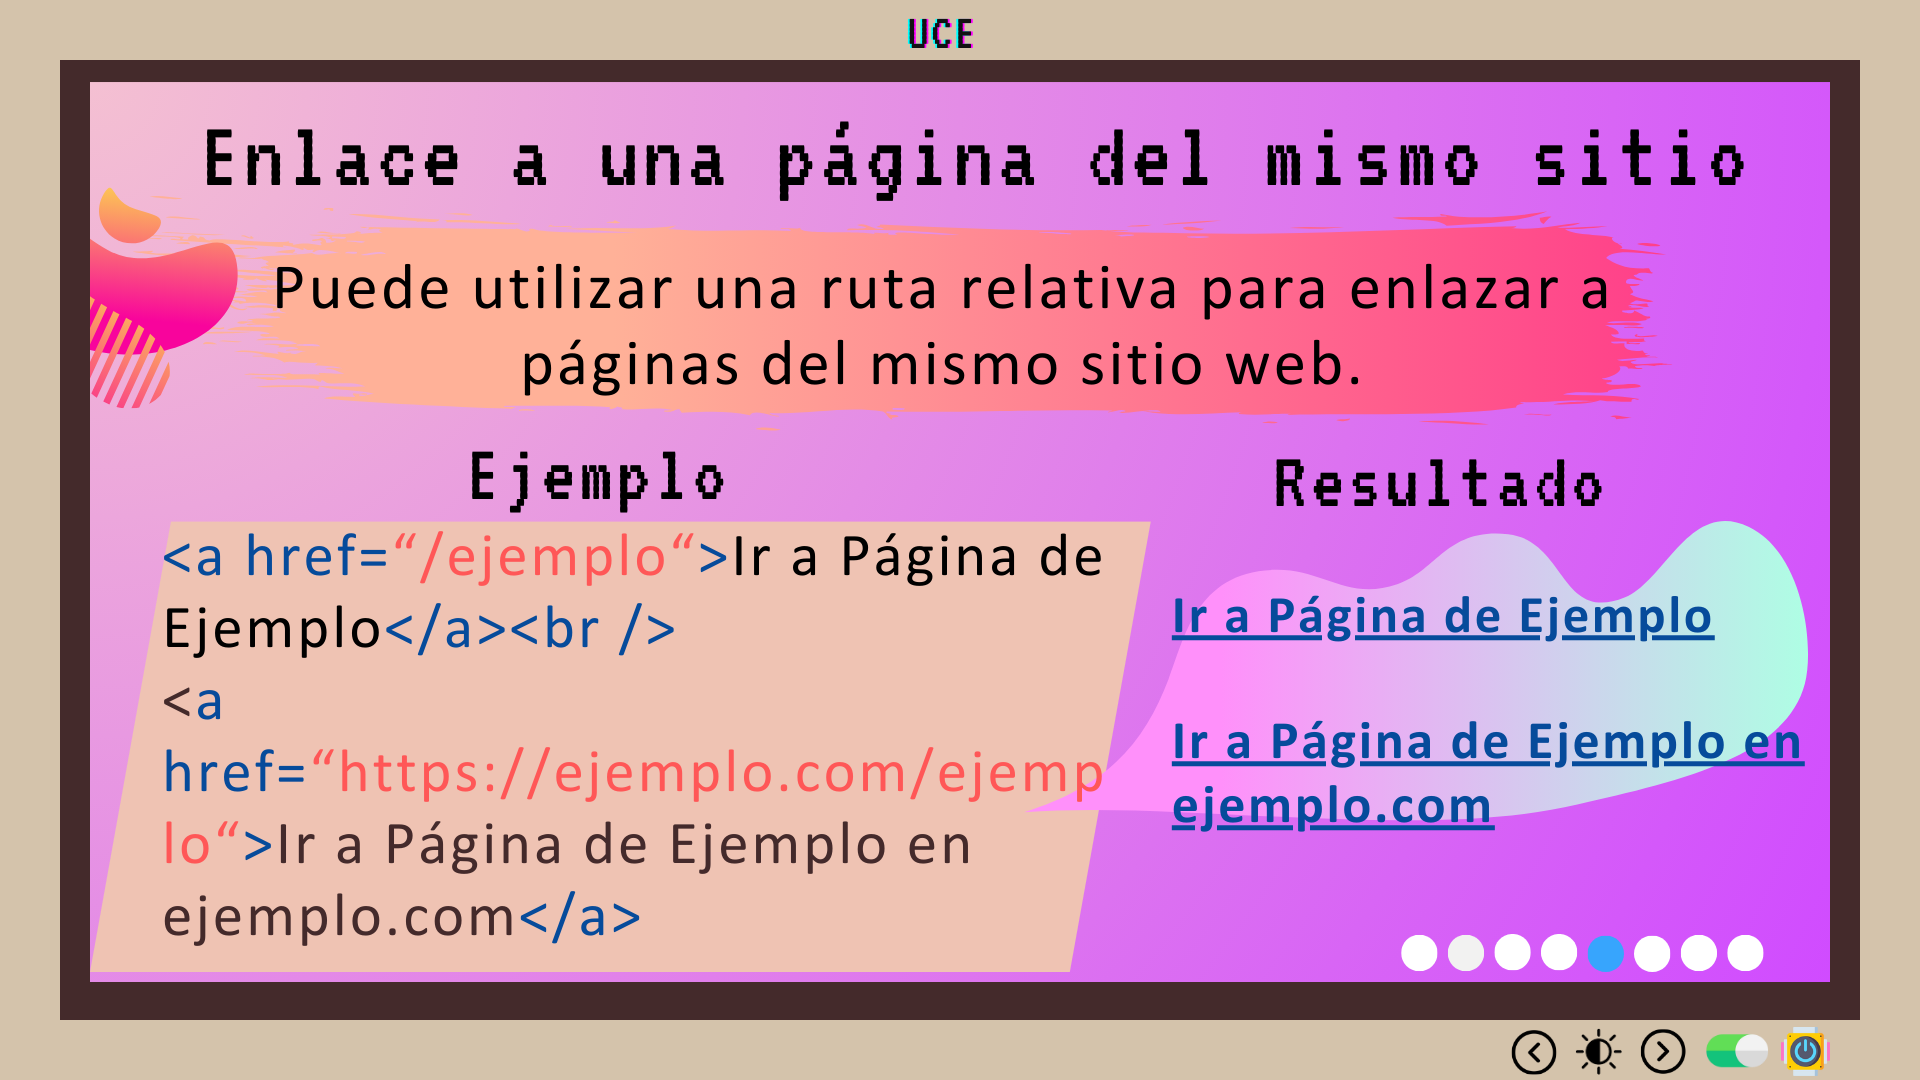 UCE
Enlace a una página del mismo sitio
Puede utilizar una ruta relativa para enlazar a
páginas del mismo sitio web.
Ejemplo
<a href=“/ejemplo“>Ir a Página de
Ejemplo</a><br />
<a
href=“https://ejemplo.com/ejemp
lo“>Ir a Página de Ejemplo en
ejemplo.com</a>
Resultado
Ir a Página de Ejemplo
Ir a Página de Ejemplo en
ejemplo.com